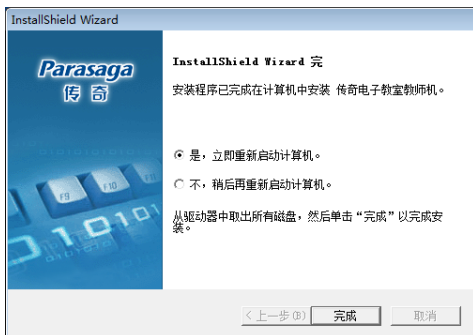 InstallShield Wizard
Parasaga
传奇
InstallShield Wizard 完
安装程序已完成在计算机中安装 传奇电子教室教师机。
是，立即重新启动计算机。
不，稍后再重新启动计算机。
从驱动器中取出所有磁盘，然后单击“完成”以完成安
装。
F9
F10
01010
< 上一步(B)
完成
取消